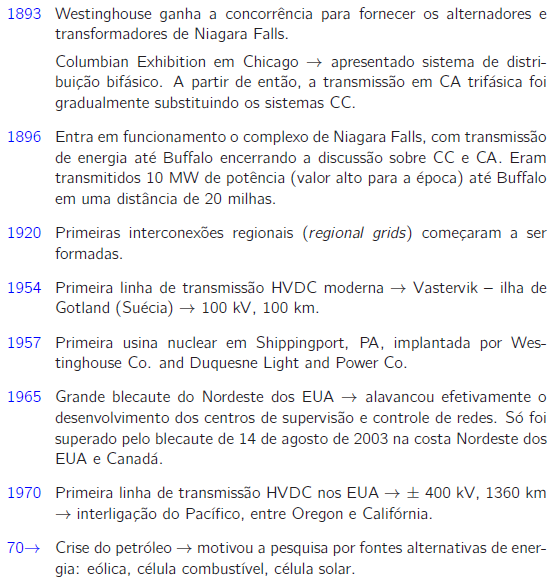 1893 Westinghouse ganha a concorrência para fornecer os alternadores e
transformadores de Niagara Falls.
Columbian Exhibition em Chicago → apresentado sistema de distri-
buição bifásico. A partir de então, a transmissão em CA trifásica foi
gradualmente substituindo os sistemas CC.
1896 Entra em funcionamento o complexo de Niagara Falls, com transmissão
de energia até Buffalo encerrando a discussão sobre CC e CA. Eram
transmitidos 10 MW de potência (valor alto para a época) até Buffalo
em uma distância de 20 milhas.
1920 Primeiras interconexões regionais (regional grids) começaram a ser
formadas.
1954 Primeira linha de transmissão HVDC moderna → Vastervik – ilha de
Gotland (Suécia) → 100 kV, 100 km.
1957 Primeira usina nuclear em Shippingport, PA, implantada por Wes-
tinghouse Co. and Duquesne Light and Power Co.
1965 Grande blecaute do Nordeste dos EUA → alavancou efetivamente o
desenvolvimento dos centros de supervisão e controle de redes. Só foi
superado pelo blecaute de 14 de agosto de 2003 na costa Nordeste dos
EUA e Canadá.
1970 Primeira linha de transmissão HVDC nos EUA → ± 400 kV, 1360 km
→ interligação do Pacífico, entre Oregon e Califórnia.
70→ Crise do petróleo → motivou a pesquisa por fontes alternativas de ener-
gia: eólica, célula combustível, célula solar.